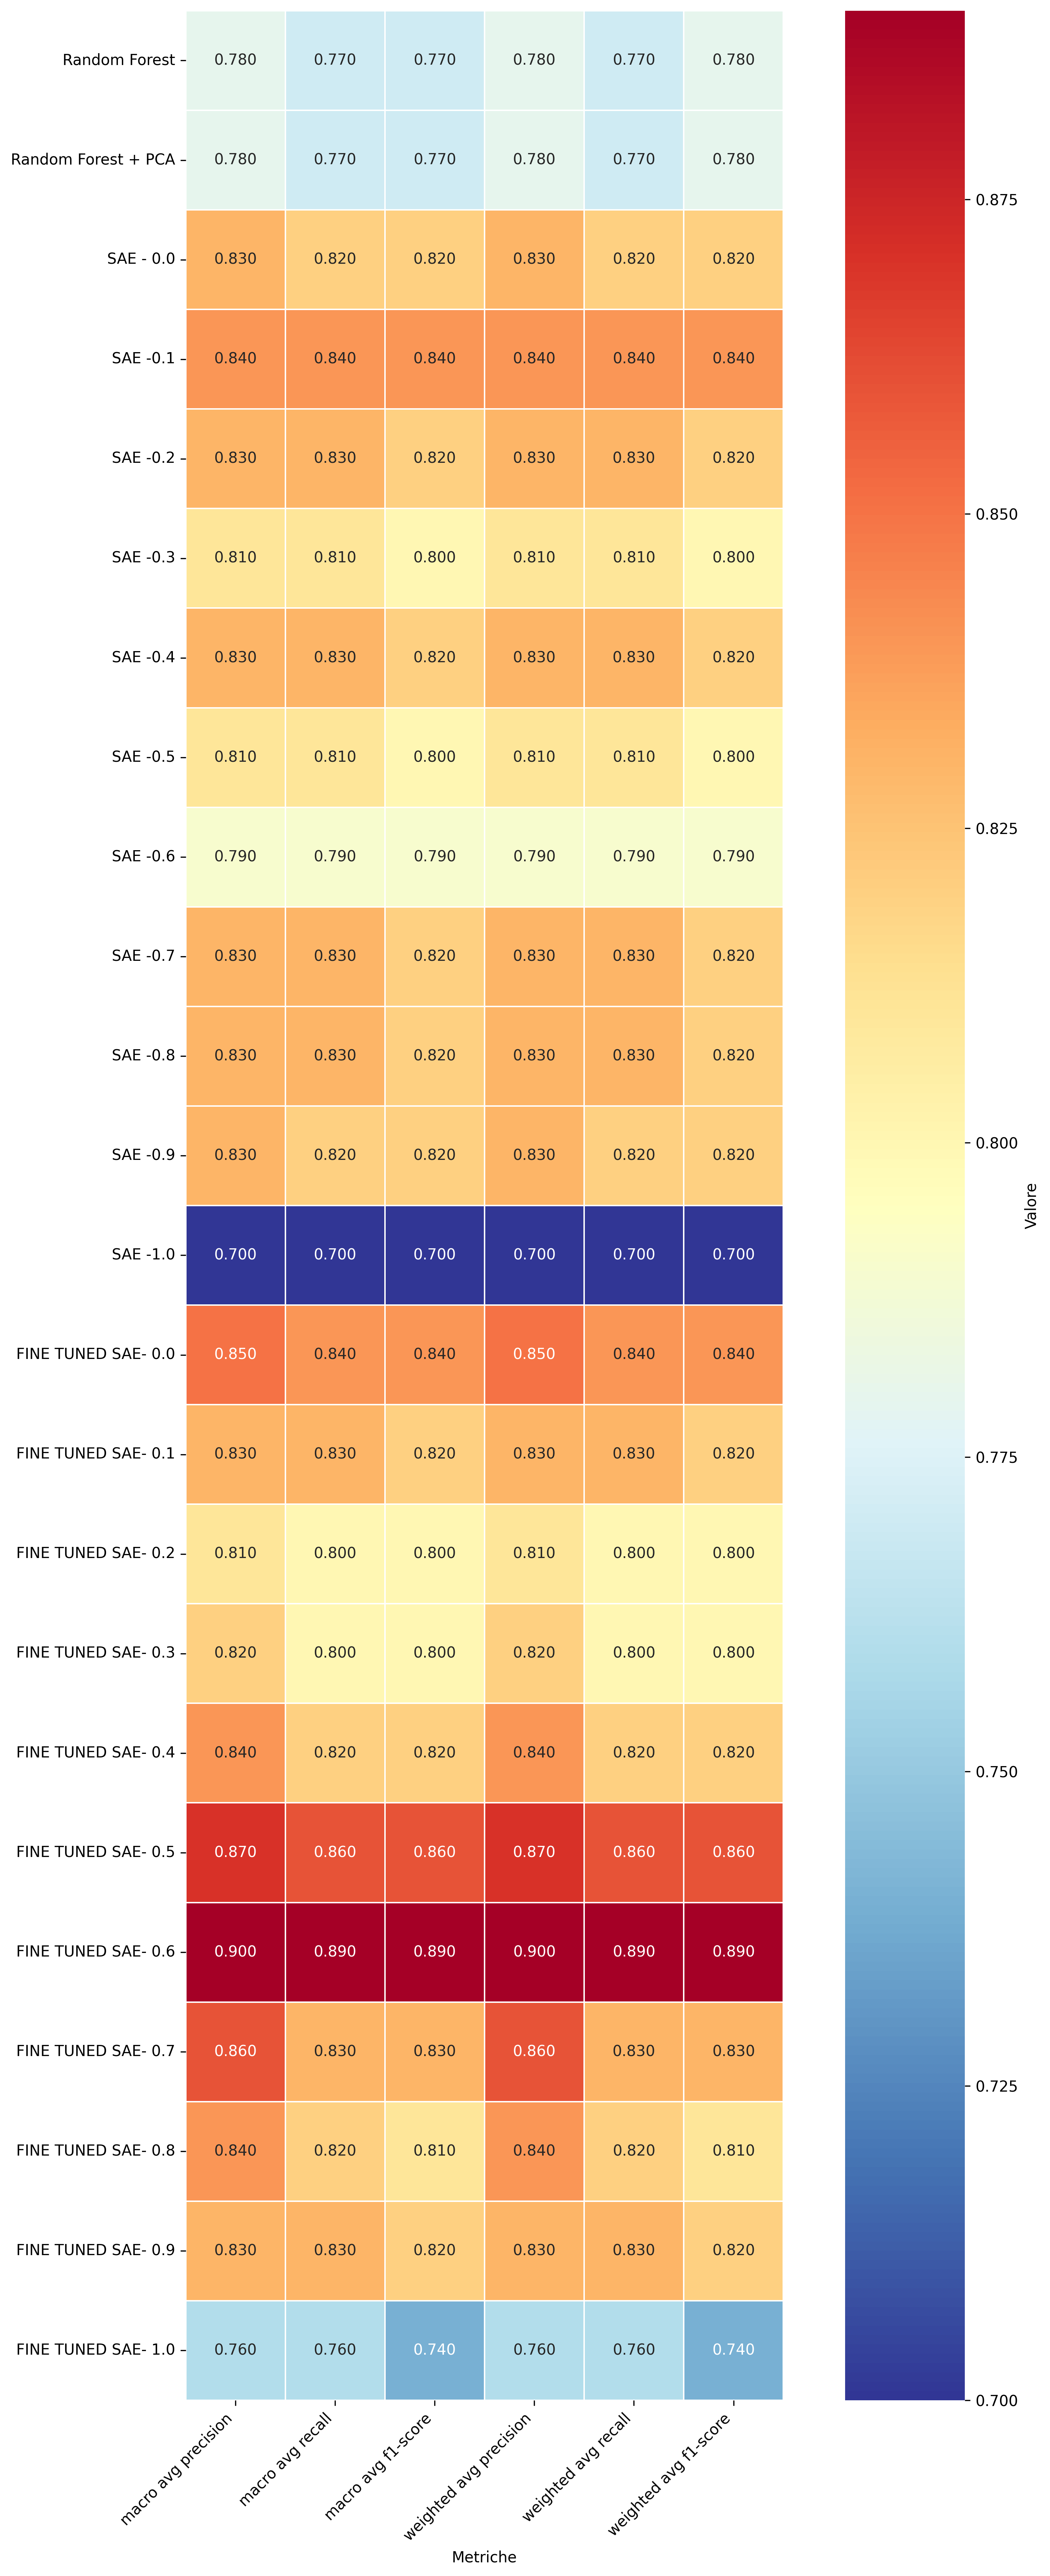 Random Forest 0.780 0.770 0.770 0.780 0.770 0.780
Random Forest + PCA 0.780 0.770 0.770 0.780 0.770 0.780
SAE - 0.0 0.830 0.820 0.820 0.830 0.820 0.820
SAE -0.1 0.840 0.840 0.840 0.840 0.840 0.840
SAE -0.2 0.830 0.830 0.820 0.830 0.830 0.820
SAE -0.3 0.810 0.810 0.800 0.810 0.810 0.800
SAE -0.4 0.830 0.830 0.820 0.830 0.830 0.820
SAE -0.5 0.810 0.810 0.800 0.810 0.810 0.800
SAE -0.6 0.790 0.790 0.790 0.790 0.790 0.790
SAE -0.7 0.830 0.830 0.820 0.830 0.830 0.820
SAE -0.8 0.830 0.830 0.820 0.830 0.830 0.820
SAE -0.9 0.830 0.820 0.820 0.830 0.820 0.820
SAE -1.0 0.700 0.700 0.700 0.700 0.700 0.700
FINE TUNED SAE- 0.0 0.850 0.840 0.840 0.850 0.840 0.840
FINE TUNED SAE- 0.1 0.830 0.830 0.820 0.830 0.830 0.820
FINE TUNED SAE- 0.2 0.810 0.800 0.800 0.810 0.800 0.800
FINE TUNED SAE- 0.3 0.820 0.800 0.800 0.820 0.800 0.800
FINE TUNED SAE- 0.4 0.840 0.820 0.820 0.840 0.820 0.820
FINE TUNED SAE- 0.5 0.870 0.860 0.860 0.870 0.860 0.860
FINE TUNED SAE- 0.6 0.900 0.890 0.890 0.900 0.890 0.890
FINE TUNED SAE- 0.7 0.860 0.830 0.830 0.860 0.830 0.830
FINE TUNED SAE- 0.8 0.840 0.820 0.810 0.840 0.820 0.810
FINE TUNED SAE- 0.9 0.830 0.830 0.820 0.830 0.830 0.820
FINE TUNED SAE- 1.0 0.760 0.760 0.740 0.760 0.760 0.740
macro avg precision
macro avg recall
macro avg f1-score
weighted avg precision
weighted avg recall
weighted avg f1-score
Metriche
0.875
0.850
0.825
0.800
0.775
0.750
0.725
0.700
Valore